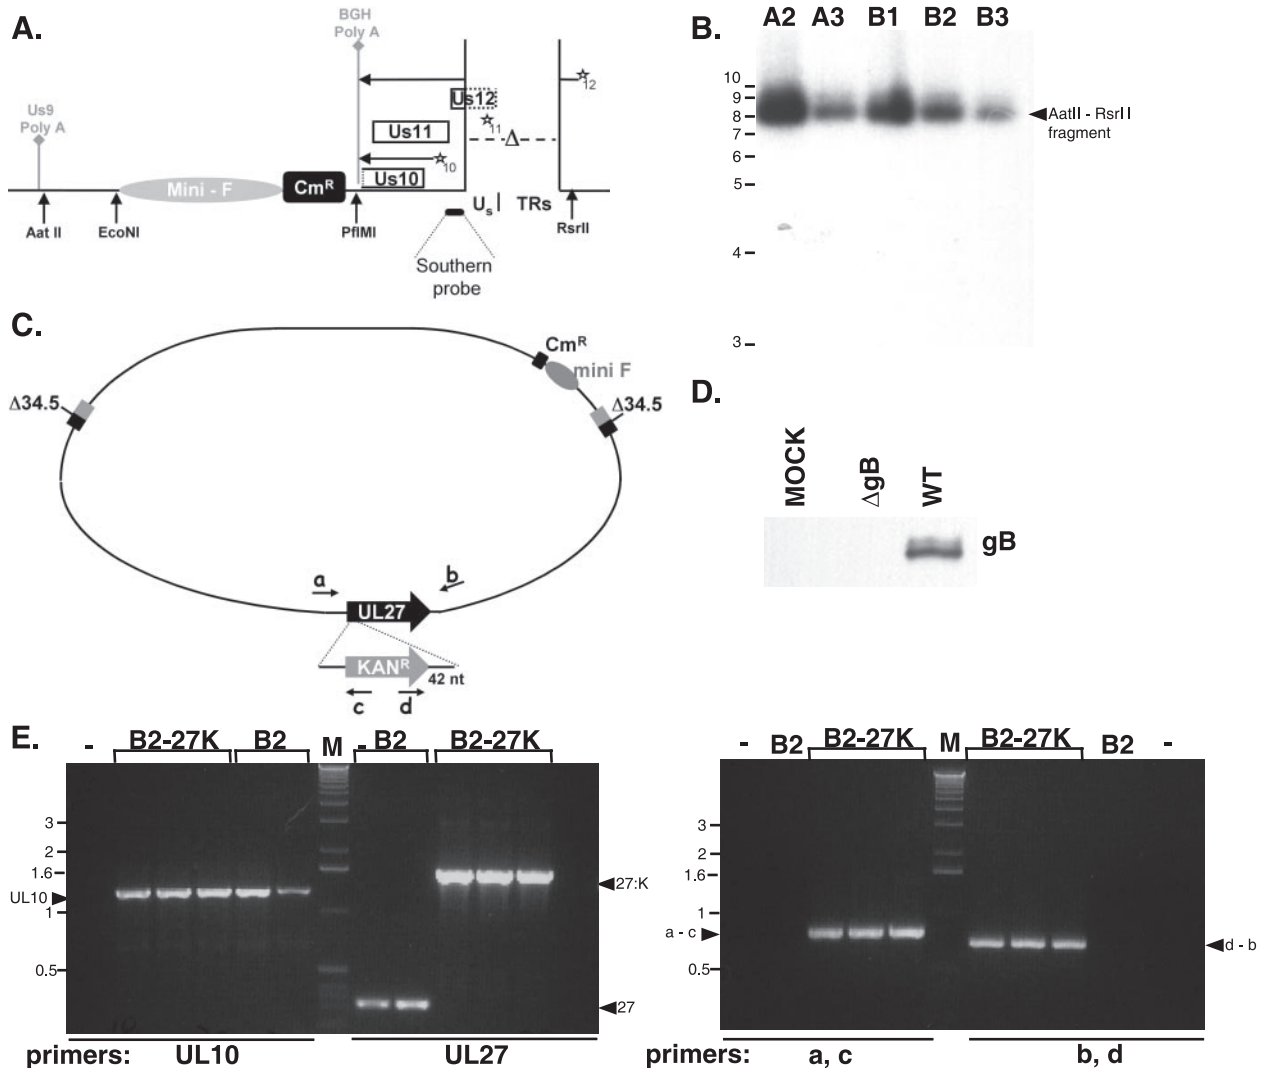 A.
BGH
Poly A
Us9
Poly A
12
Us12
11
Us11
Δ
10
Us10
Mini - F
CmR
Us
TRs
Aat II
EcoNI
PflMI
RsrII
Southern
probe
B.
A2 A3 B1 B2 B3
10
9
8
7
6
5
4
3
AatII - RsrII
fragment
C.
CmR
mini F
Δ34.5
Δ34.5
a
b
UL27
KANR
42 nt
c
d
D.
MOCK
ΔgB
WT
gB
E.
- B2-27K B2 M - B2 B2-27K
3
2
1.6
UL10
1
0.5
27:K
27
primers: UL10 UL27
- B2 B2-27K M B2-27K B2 -
3
2
1.6
1
a - c
0.5
d - b
primers: a, c b, d